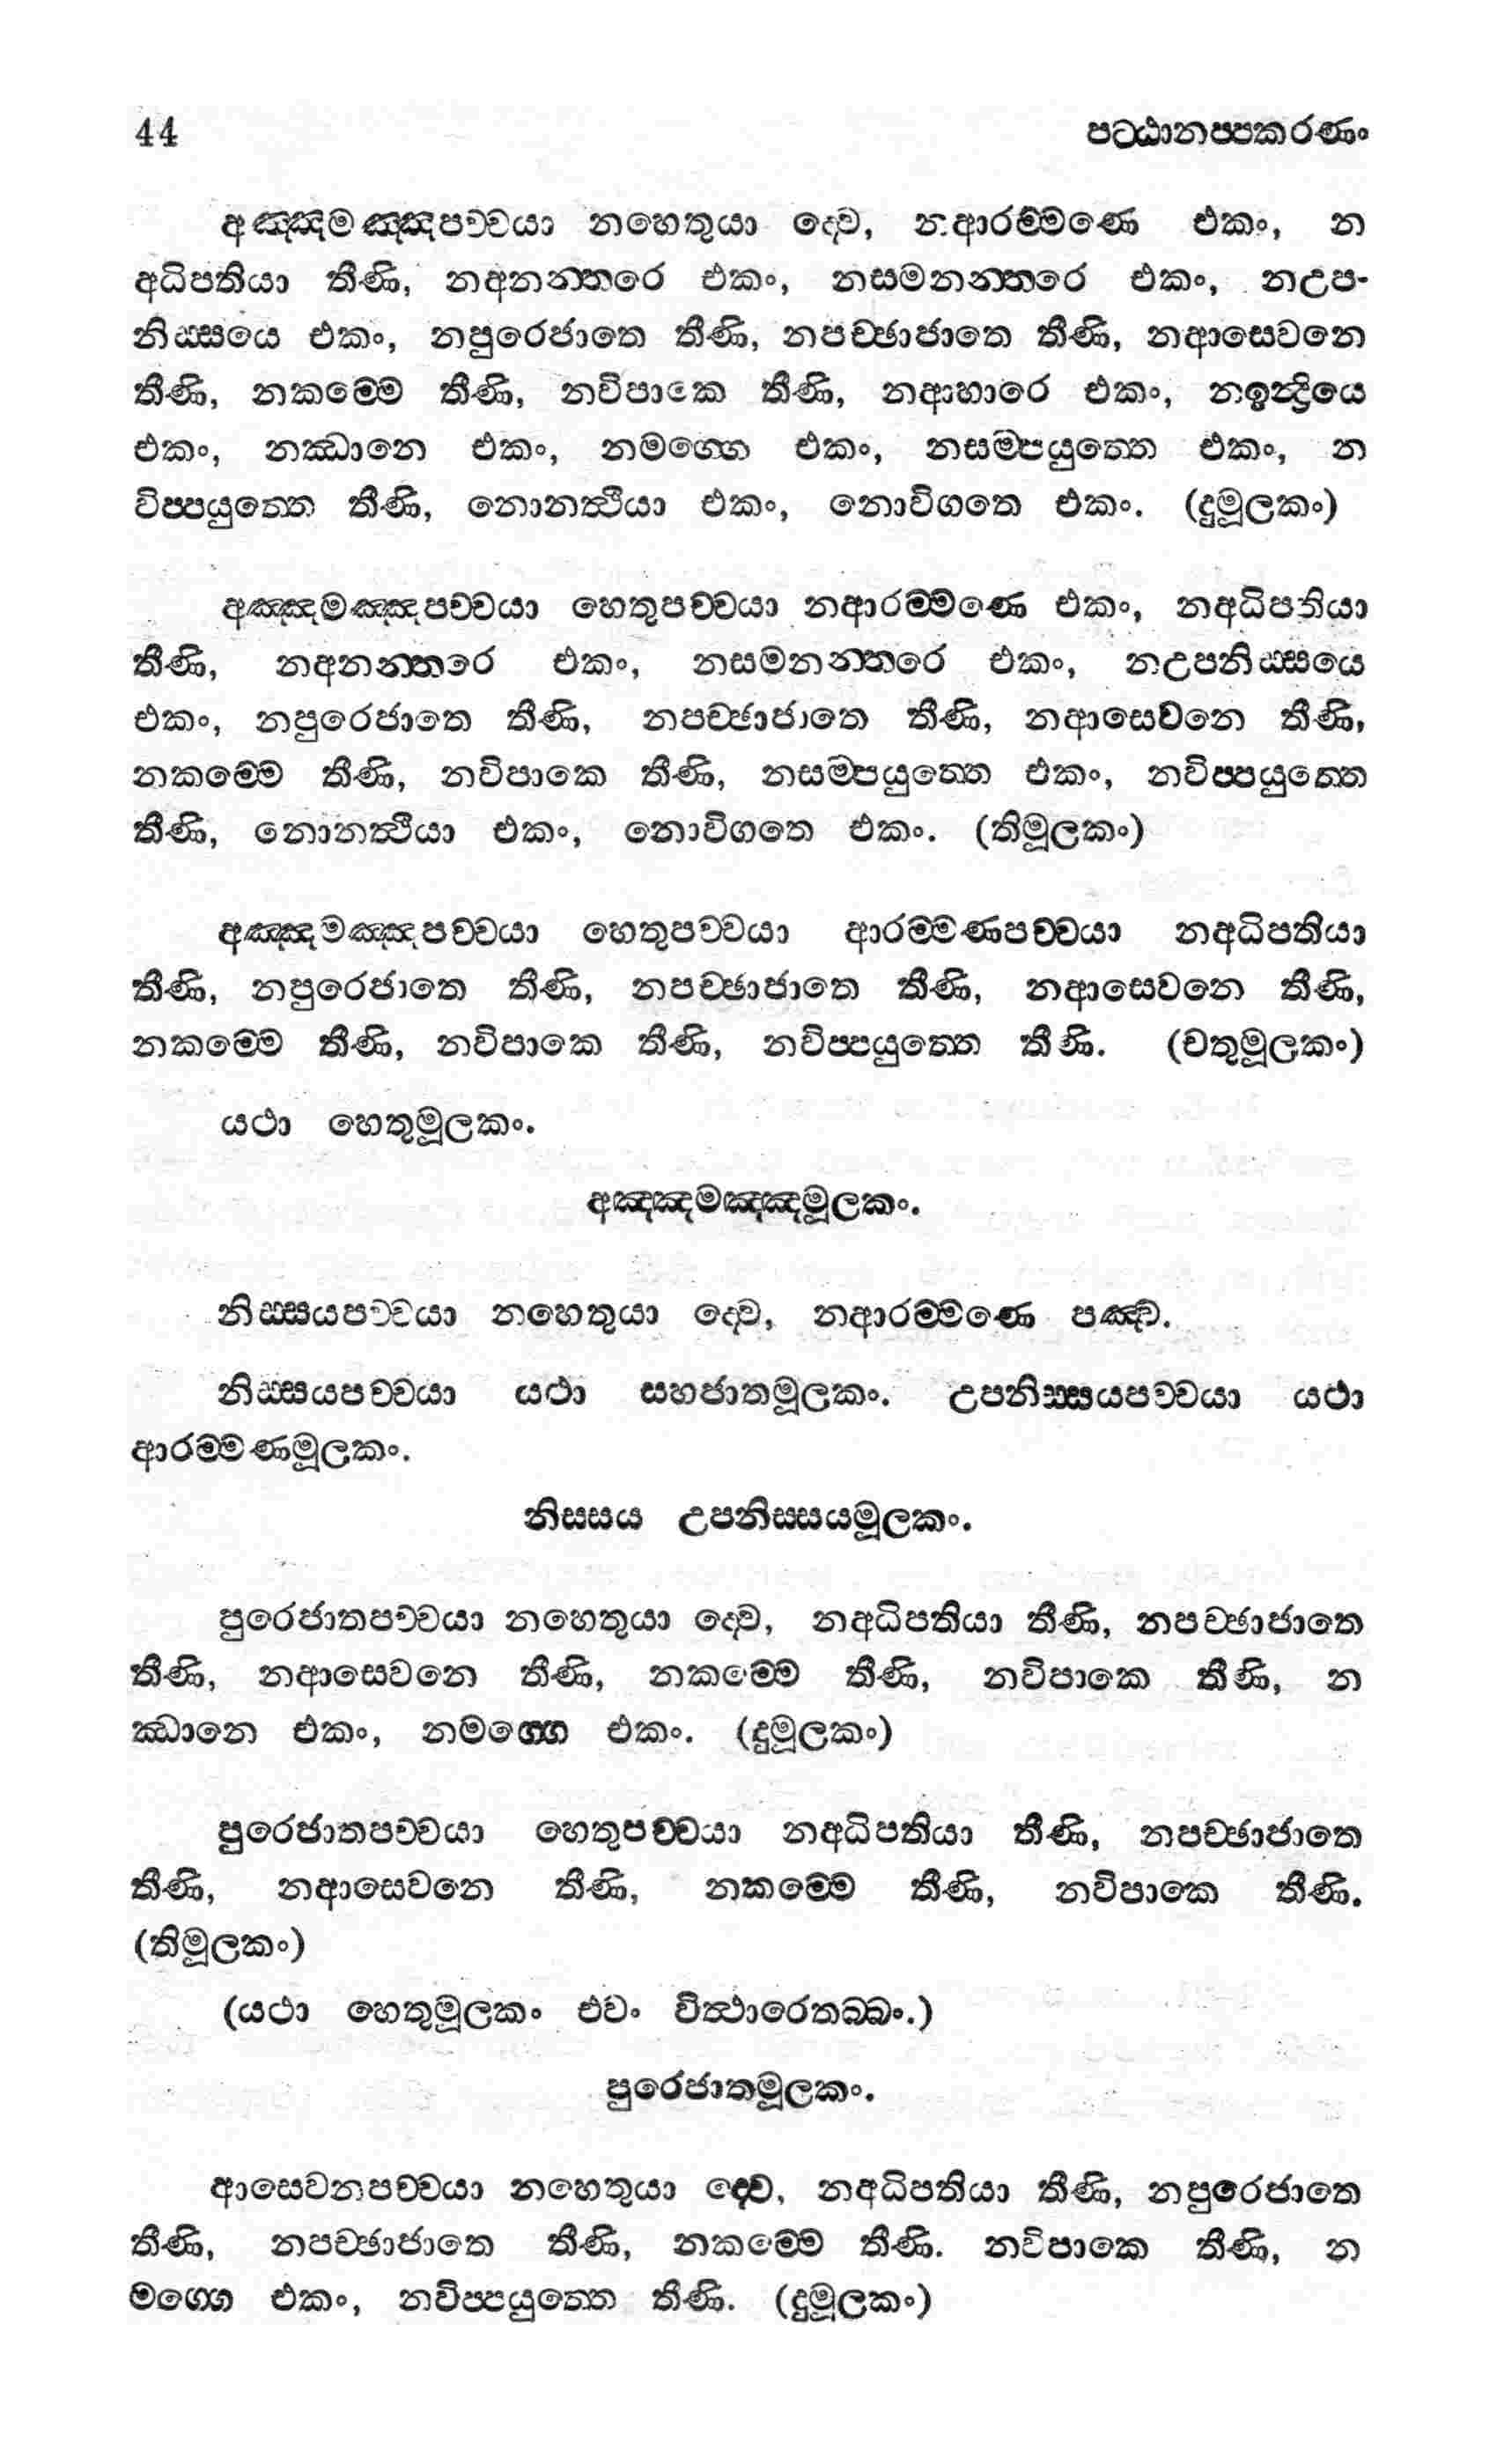 44 පට්ඨානප්පකරණං
අඤ්ඤමඤ්ඤපච්චයා නහෙතුයා ද්වෙ, නආරම්මණෙ එකං, න
අධිපතියා තීණි, නඅනන්තරෙ එකං, නසමනන්තරෙ එකං, නඋප-
නිස්සයෙ එකං, නපුරෙජාතෙ තීණි, නපච්ඡාජාතෙ තීණි, නආසෙවනෙ
තීණි, නකම්මෙ තීණි, නවිපාකෙ තීණි, නආහාරෙ එකං, නඉන්ද්‍රියෙ
එකං, නඣානෙ එකං, නමග්ගෙ එකං, නසම්පයුත්තෙ එකං, න
විප්පයුත්තෙ තීණි, නොනත්ථියා එකං, නොවිගතෙ එකං. (දුමූලකං)
අඤ්ඤමඤ්ඤපච්චයා හෙතුපච්චයා නආරම්මණෙ එකං, නඅධිපතියා
තීණි, නඅනන්තරෙ එකං, නසමනන්තරෙ එකං, නඋපනිස්සයෙ
එකං, නපුරෙජාතෙ තීණි, නපච්ඡාජාතෙ තීණි, නආසෙවනෙ තීණි,
නකම්මෙ තීණි, නවිපාකෙ තීණි, නසම්පයුත්තෙ එකං, නවිප්පයුත්තෙ
තීණි, නොනත්ථියා එකං, නොවිගතෙ එකං. (තිමූලකං)
අඤ්ඤමඤ්ඤපච්චයා හෙතුපච්චයා ආරම්මණපච්චයා නඅධිපතියා
තීණි, නපුරෙජාතෙ තීණි, නපච්ඡාජාතෙ තීණි, නආසෙවනෙ තීණි,
නකම්මෙ තීණි, නවිපාකෙ තීණි, නවිප්පයුත්තෙ තීණි. (චතුමූලකං)
යථා හෙතුමූලකං.
අඤ්ඤමඤ්ඤමූලකං.
නිස්සයපච්චයා නහෙතුයා ද්වෙ, නආරම්මණෙ පඤ්ච.
නිස්සයපච්චයා යථා සහජාතමූලකං. උපනිස්සයපච්චයා යථා
ආරම්මණමූලකං.
නිස්සය උපනිස්සයමූලකං.
පුරෙජාතපච්චයා නහෙතුයා ද්වෙ, නඅධිපතියා තීණි, නපච්ඡාජාතෙ
තීණි, නආසෙවනෙ තීණි, නකම්මෙ තීණි, නවිපාකෙ තීණි, න
ඣානෙ එකං, නමග්ගෙ එකං. (දුමූලකං)
පුරෙජාතපච්චයා හෙතුපච්චයා නඅධිපතියා තීණි, නපච්ඡාජාතෙ
තීණි, නආසෙවනෙ තීණි, නකම්මෙ තීණි, නවිපාකෙ තීණි.
(තිමූලකං)
(යථා හෙතුමූලකං එවං විත්ථාරෙතබ්බං.)
පුරෙජාතමූලකං.
ආසෙවනපච්චයා නහෙතුයා ද්වෙ, නඅධිපතියා තීණි, නපුරෙජාතෙ
තීණි, නපච්ඡාජාතෙ තීණි, නකම්මෙ තීණි. නවිපාකෙ තීණි, න
මග්ගෙ එකං, නවිප්පයුත්තෙ තීණි. (දුමූලකං)